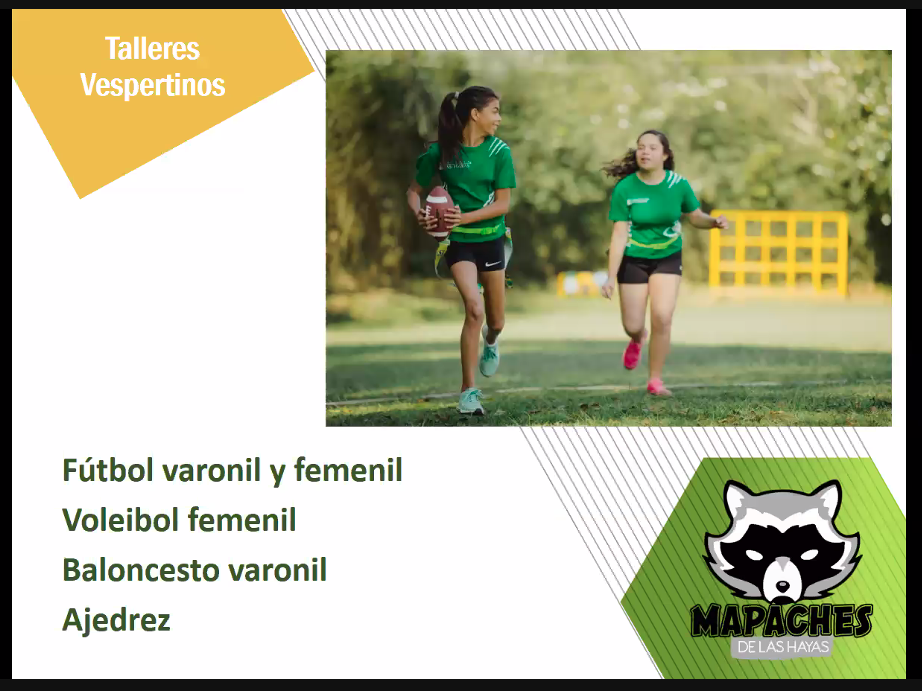 Talleres
Vespertinos
Fútbol varonil y femenil
Voleibol femenil
Baloncesto varonil
Ajedrez
MAPACHES
DE LAS HAYAS